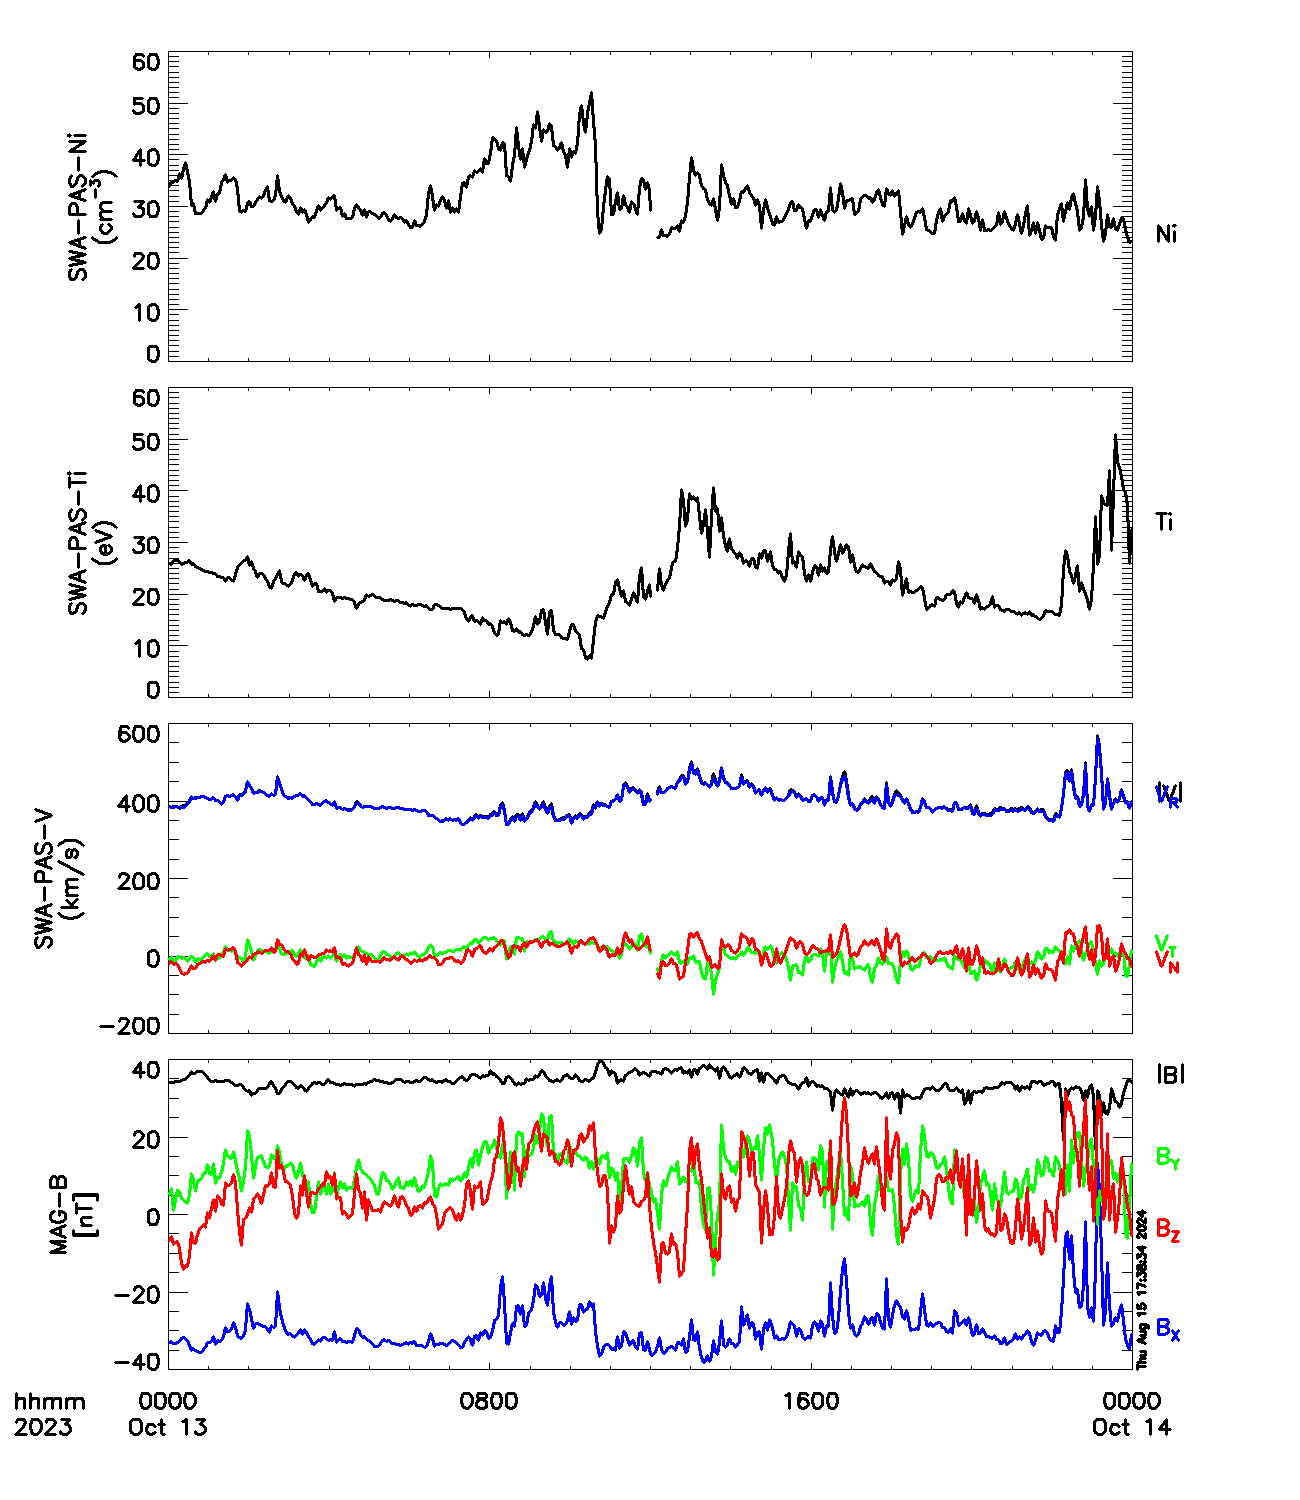 60
50
40
30
20
10
0
SWA-PAS-Ni
(cm⁻³)
Ni
60
50
40
30
20
10
0
SWA-PAS-Ti
(eV)
Ti
600
400
200
0
-200
SWA-PAS-V
(km/s)
|V|
V_R
V_T
V_N
40
20
0
-20
-40
MAG-B
[nT]
|B|
B_Y
B_Z
B_X
Thu Aug 15 17:38:34 2024
hhmm 0000 0800 1600 0000
2023 Oct 13 Oct 14